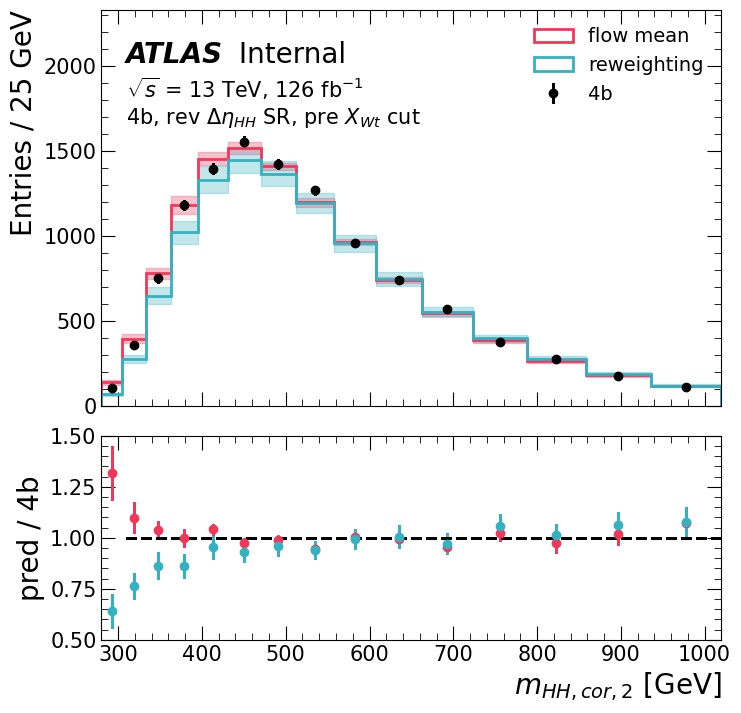 Entries / 25 GeV
2000
1500
1000
500
0
ATLAS Internal
√s = 13 TeV, 126 fb⁻¹
4b, rev Δη_HH SR, pre X_Wt cut
flow mean
reweighting
4b
pred / 4b
1.50
1.25
1.00
0.75
0.50
300 400 500 600 700 800 900 1000
m_HH,cor,2 [GeV]